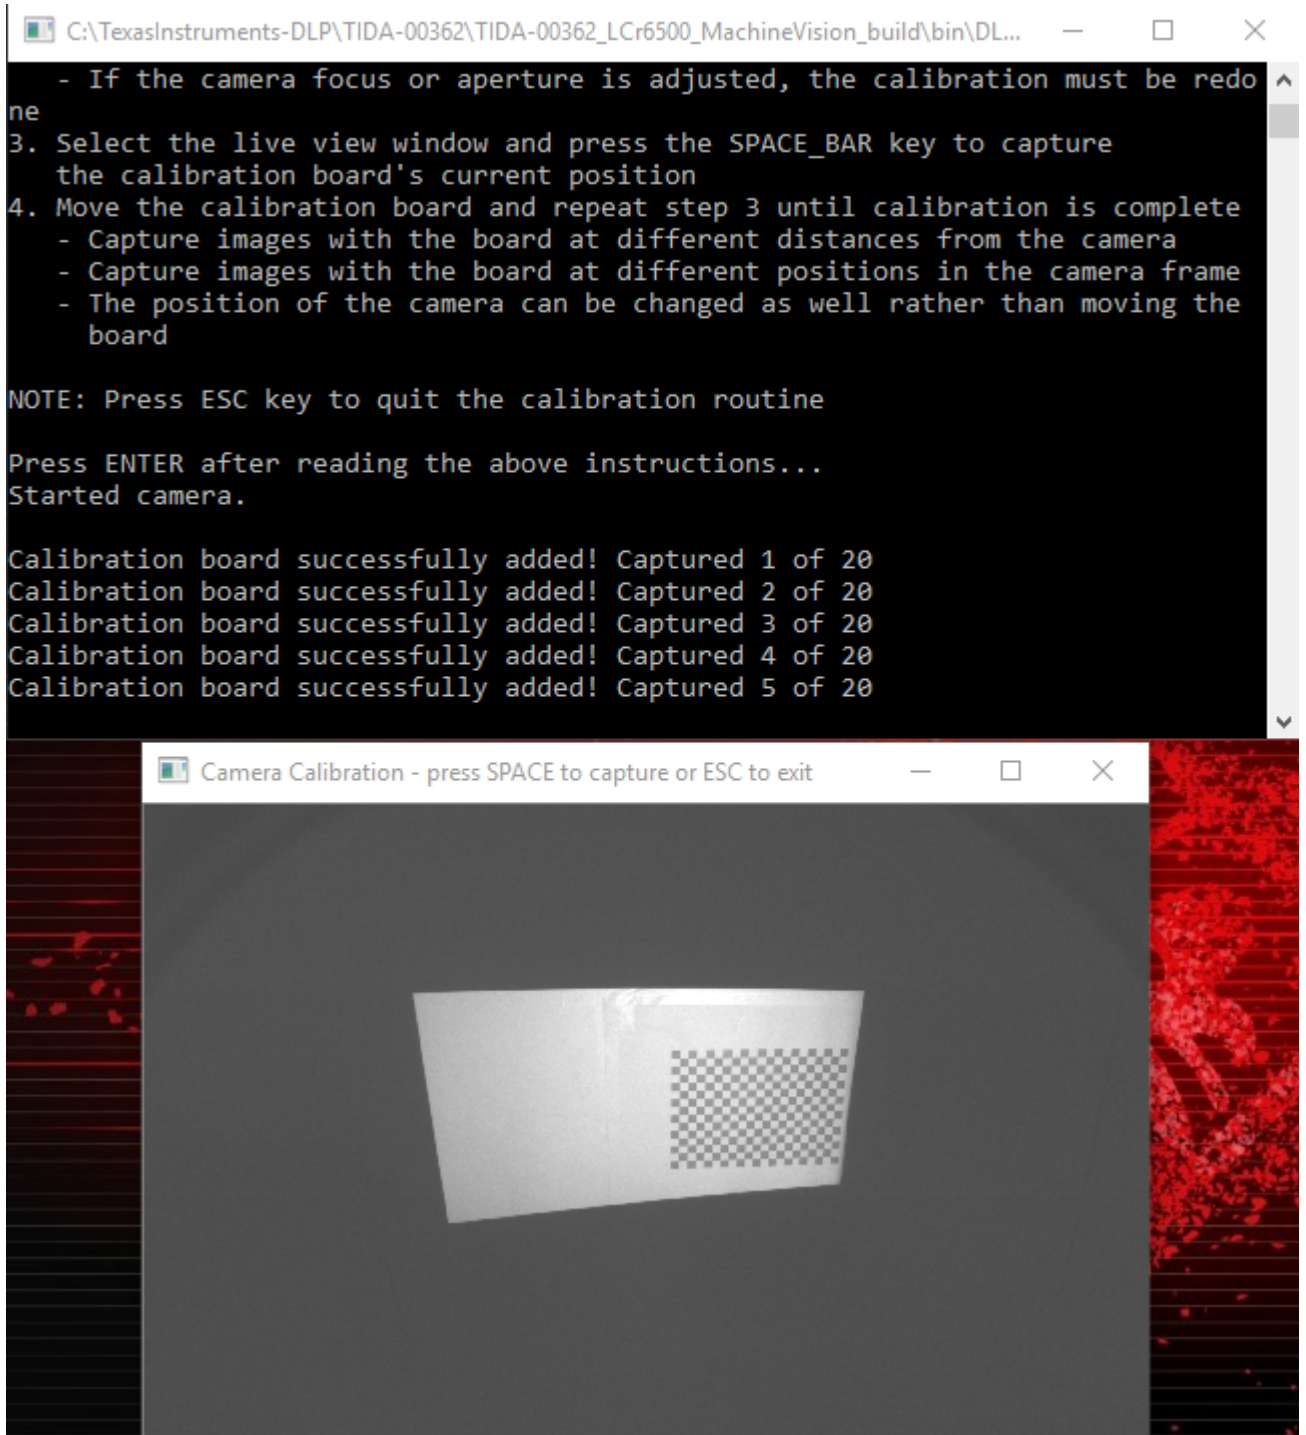 C:\TexasInstruments-DLP\TIDA-00362\TIDA-00362_LCr6500_MachineVision_build\bin\DL...
- If the camera focus or aperture is adjusted, the calibration must be redo
ne
3. Select the live view window and press the SPACE_BAR key to capture
the calibration board's current position
4. Move the calibration board and repeat step 3 until calibration is complete
- Capture images with the board at different distances from the camera
- Capture images with the board at different positions in the camera frame
- The position of the camera can be changed as well rather than moving the
board
NOTE: Press ESC key to quit the calibration routine
Press ENTER after reading the above instructions...
Started camera.
Calibration board successfully added! Captured 1 of 20
Calibration board successfully added! Captured 2 of 20
Calibration board successfully added! Captured 3 of 20
Calibration board successfully added! Captured 4 of 20
Calibration board successfully added! Captured 5 of 20
Camera Calibration - press SPACE to capture or ESC to exit